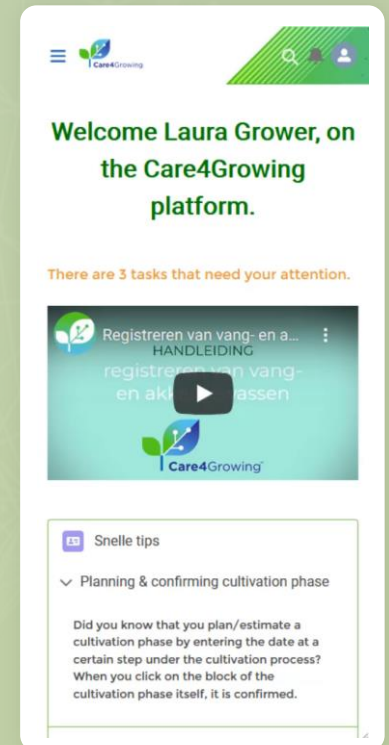 Care4Growing
Welcome Laura Grower, on
the Care4Growing
platform.
There are 3 tasks that need your attention.
Registreren van vang- en a...
HANDLEIDING
registreren van vang-
en
Care4Growing
Snelle tips
Planning & confirming cultivation phase
Did you know that you plan/estimate a
cultivation phase by entering the date at a
certain step under the cultivation process?
When you click on the block of the
cultivation phase itself, it is confirmed.